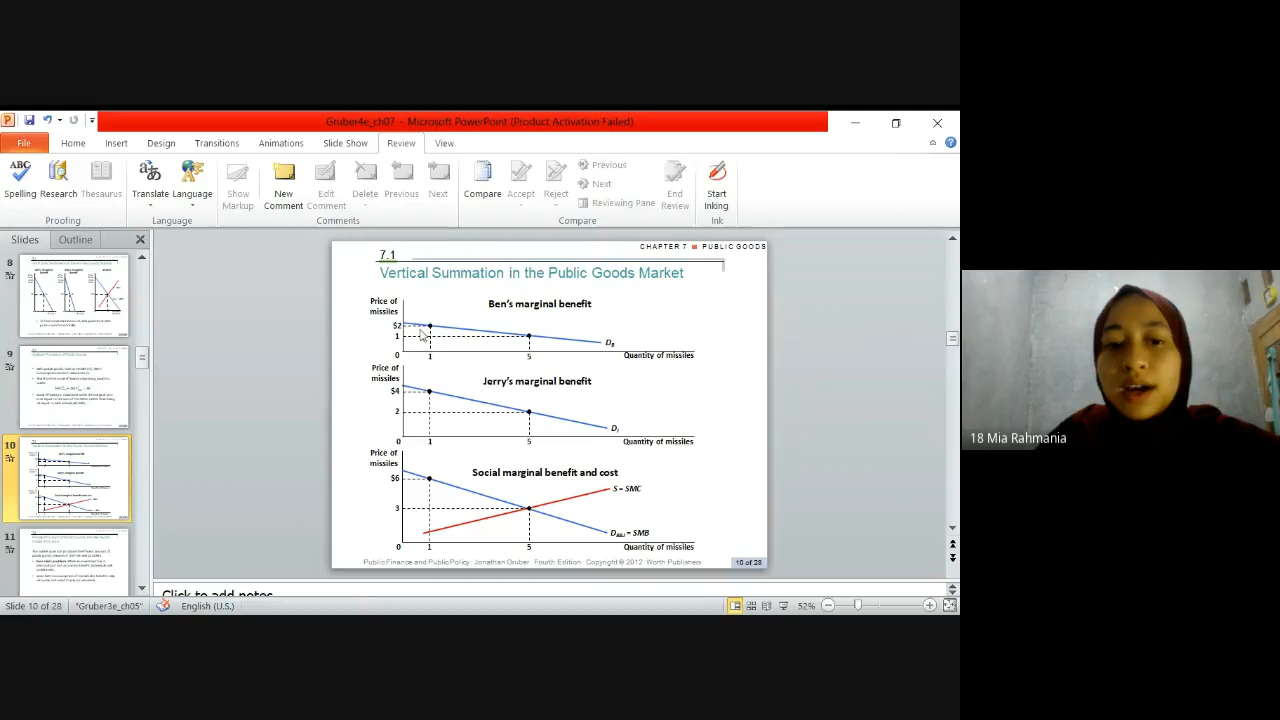 Gruber4e_ch07 - Microsoft PowerPoint (Product Activation Failed)
File Home Insert Design Transitions Animations Slide Show Review View
ABC
Spelling Research Thesaurus
Translate Language
Show Markup
New Comment
Edit Comment
Delete Previous Next
Compare Accept Reject
Previous
Next
Reviewing Pane
End Review
Start Inking
Proofing Language Comments Compare Ink
Slides Outline
8
9
10
11
CHAPTER 7 ■ PUBLIC GOODS
7.1
Vertical Summation in the Public Goods Market
Price of missiles
Ben's marginal benefit
$2
1
D_B
0 1 5 Quantity of missiles
Price of missiles
Jerry's marginal benefit
$4
2
D_J
0 1 5 Quantity of missiles
Price of missiles
Social marginal benefit and cost
$6
S = SMC
3
D_B&J = SMB
0 1 5 Quantity of missiles
Public Finance and Public Policy Jonathan Gruber Fourth Edition Copyright © 2012 Worth Publishers
10 of 28
Click to add notes
Slide 10 of 28 "Gruber3e_ch05" English (U.S.) 52%
18 Mia Rahmania